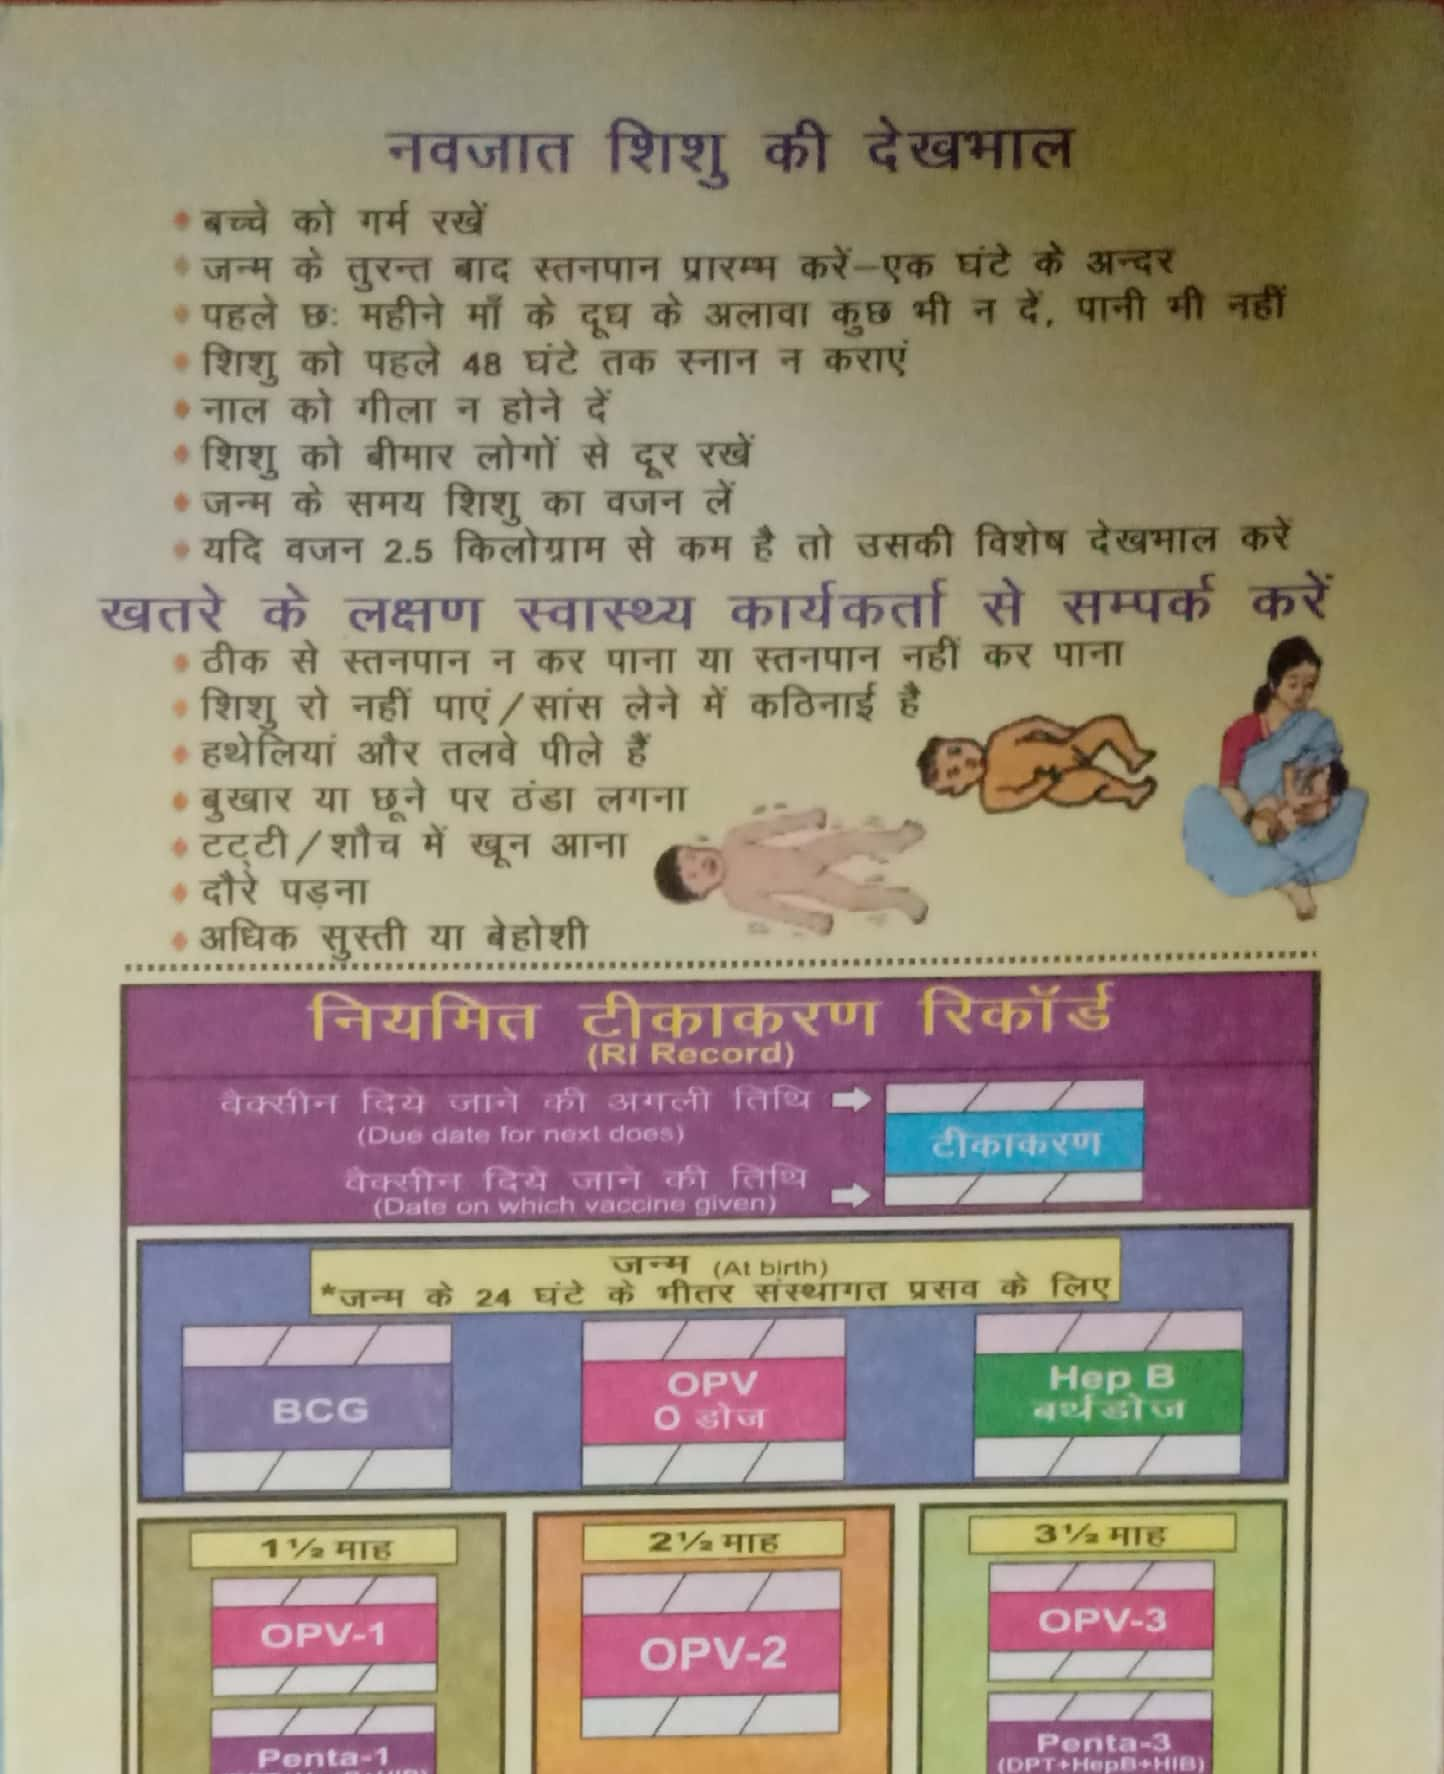 नवजात शिशु की देखभाल
बच्चे को गर्म रखें
जन्म के तुरन्त बाद स्तनपान प्रारम्भ करें–एक घंटे के अन्दर
पहले छः महीने माँ के दूध के अलावा कुछ भी न दें, पानी भी नहीं
शिशु को पहले 48 घंटे तक स्नान न कराएं
नाल को गीला न होने दें
शिशु को बीमार लोगों से दूर रखें
जन्म के समय शिशु का वजन लें
यदि वजन 2.5 किलोग्राम से कम है तो उसकी विशेष देखभाल करें
खतरे के लक्षण स्वास्थ्य कार्यकर्ता से सम्पर्क करें
ठीक से स्तनपान न कर पाना या स्तनपान नहीं कर पाना
शिशु रो नहीं पाएं/सांस लेने में कठिनाई है
हथेलियां और तलवे पीले हैं
बुखार या छूने पर ठंडा लगना
टट्टी/शौच में खून आना
दौरे पड़ना
अधिक सुस्ती या बेहोशी
नियमित टीकाकरण रिकॉर्ड
(RI Record)
वैक्सीन दिये जाने की अगली तिथि
(Due date for next does)
टीकाकरण
वैक्सीन दिये जाने की तिथि
(Date on which vaccine given)
जन्म (At birth)
*जन्म के 24 घंटे के भीतर संस्थागत प्रसव के लिए
BCG
OPV
0 डोज
Hep B
बर्थडोज
1½ माह
2½ माह
3½ माह
OPV-1
OPV-2
OPV-3
Penta-1
Penta-3
(DPT+HepB+HIB)